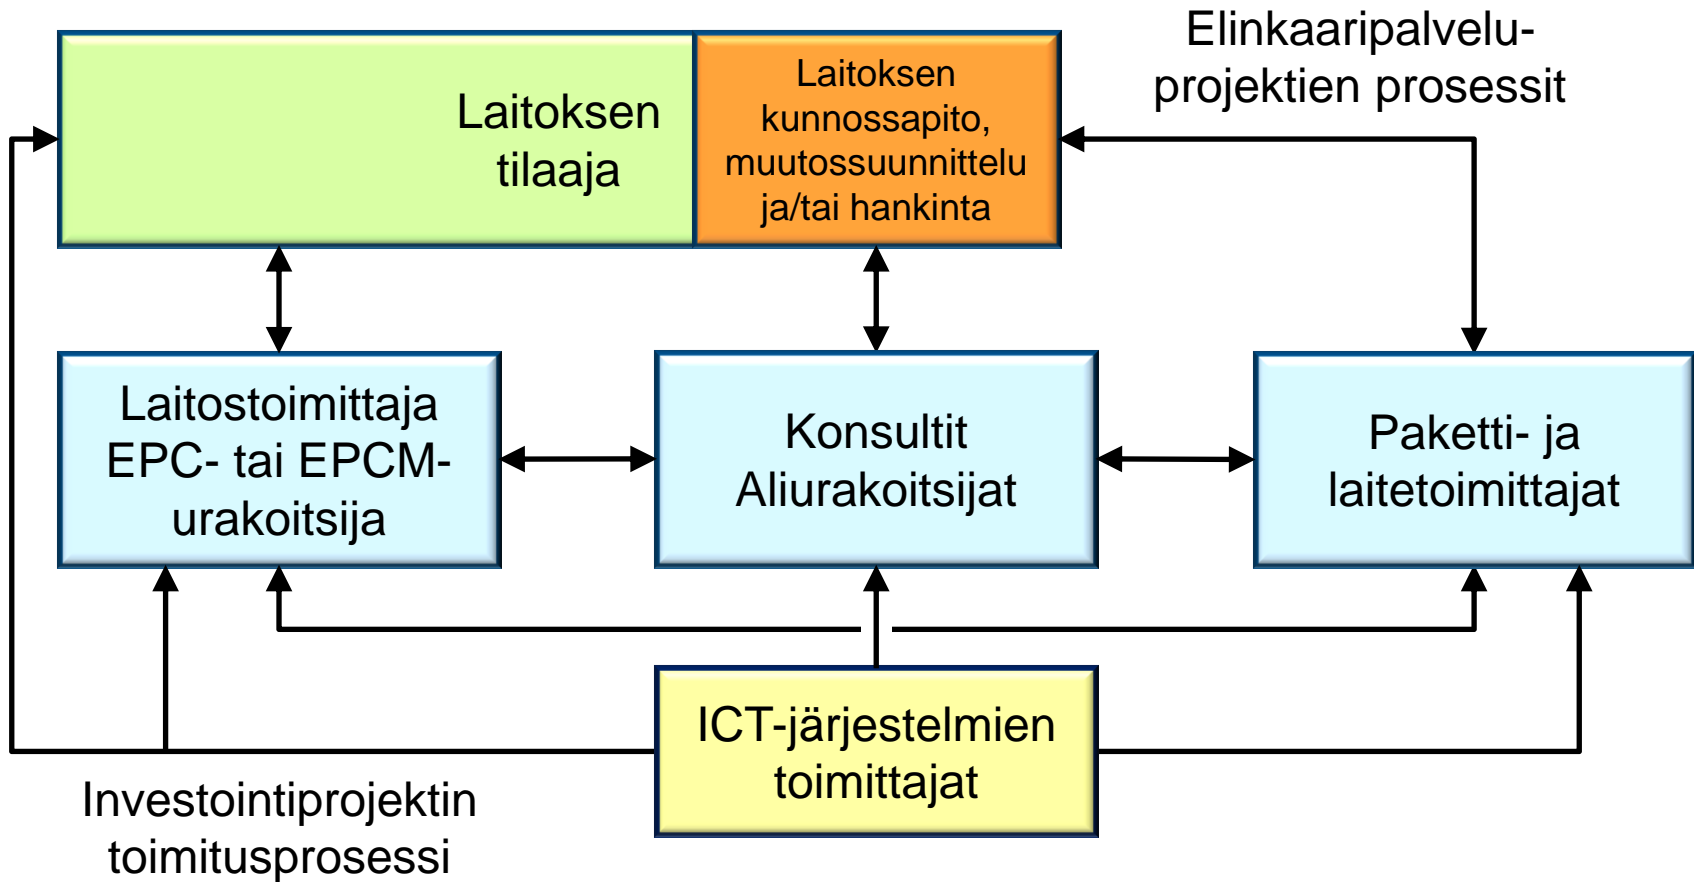 Elinkaaripalvelu-
projektien prosessit
Laitoksen
tilaaja
Laitoksen
kunnossapito,
muutossuunnittelu
ja/tai hankinta
Laitostoimittaja
EPC- tai EPCM-
urakoitsija
Konsultit
Aliurakoitsijat
Paketti- ja
laitetoimittajat
ICT-järjestelmien
toimittajat
Investointiprojektin
toimitusprosessi